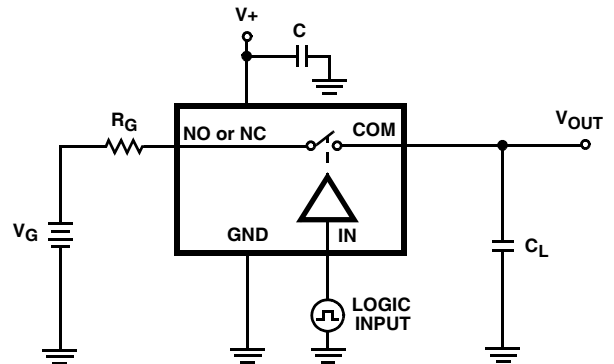 V+
C
RG
NO or NC
COM
VOUT
VG
GND
IN
CL
LOGIC
INPUT